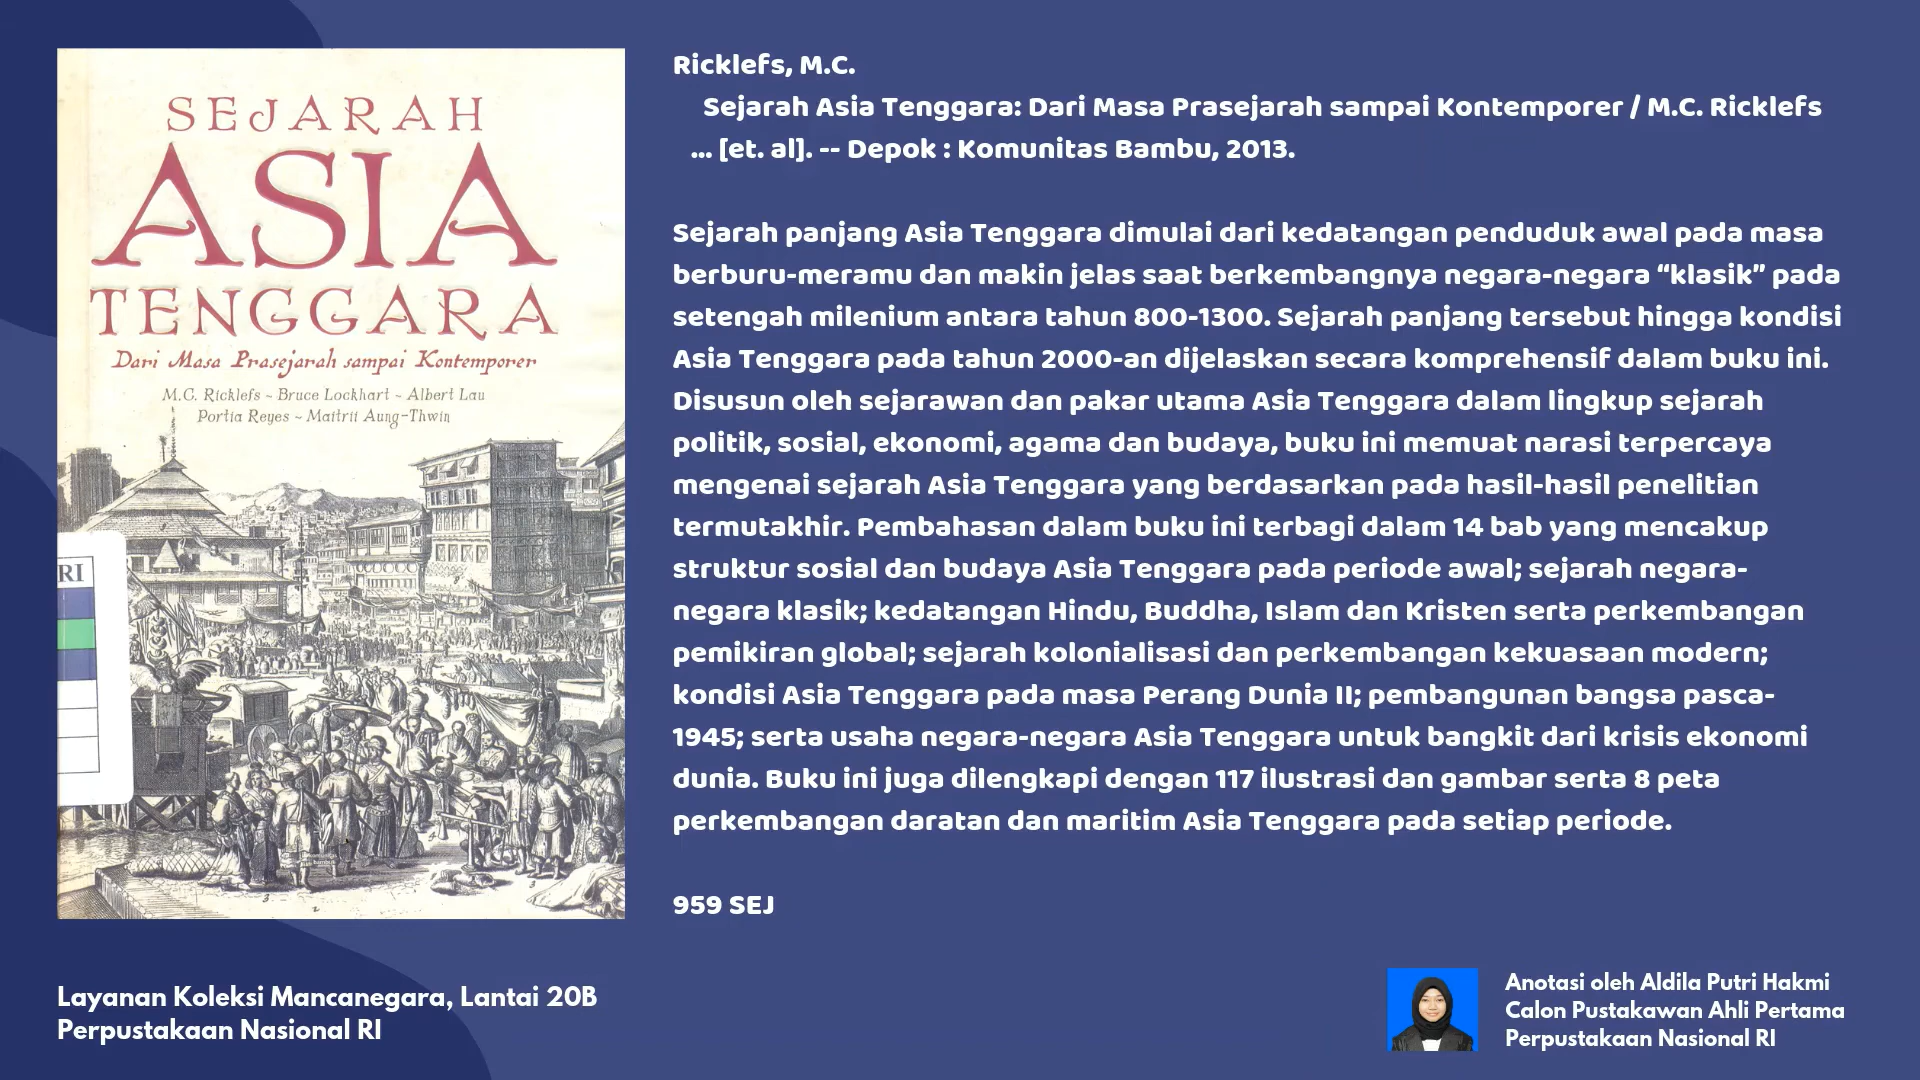 SEJARAH
ASIA
TENGGARA
Dari Masa Prasejarah sampai Kontemporer
M.C. Ricklefs ~ Bruce Lockhart ~ Albert Lau
Portia Reyes ~ Maitrii Aung-Thwin
RI
Ricklefs, M.C.
Sejarah Asia Tenggara: Dari Masa Prasejarah sampai Kontemporer / M.C. Ricklefs
... [et. al]. -- Depok : Komunitas Bambu, 2013.
Sejarah panjang Asia Tenggara dimulai dari kedatangan penduduk awal pada masa
berburu-meramu dan makin jelas saat berkembangnya negara-negara “klasik” pada
setengah milenium antara tahun 800-1300. Sejarah panjang tersebut hingga kondisi
Asia Tenggara pada tahun 2000-an dijelaskan secara komprehensif dalam buku ini.
Disusun oleh sejarawan dan pakar utama Asia Tenggara dalam lingkup sejarah
politik, sosial, ekonomi, agama dan budaya, buku ini memuat narasi terpercaya
mengenai sejarah Asia Tenggara yang berdasarkan pada hasil-hasil penelitian
termutakhir. Pembahasan dalam buku ini terbagi dalam 14 bab yang mencakup
struktur sosial dan budaya Asia Tenggara pada periode awal; sejarah negara-
negara klasik; kedatangan Hindu, Buddha, Islam dan Kristen serta perkembangan
pemikiran global; sejarah kolonialisasi dan perkembangan kekuasaan modern;
kondisi Asia Tenggara pada masa Perang Dunia II; pembangunan bangsa pasca-
1945; serta usaha negara-negara Asia Tenggara untuk bangkit dari krisis ekonomi
dunia. Buku ini juga dilengkapi dengan 117 ilustrasi dan gambar serta 8 peta
perkembangan daratan dan maritim Asia Tenggara pada setiap periode.
959 SEJ
Layanan Koleksi Mancanegara, Lantai 20B
Perpustakaan Nasional RI
Anotasi oleh Aldila Putri Hakmi
Calon Pustakawan Ahli Pertama
Perpustakaan Nasional RI